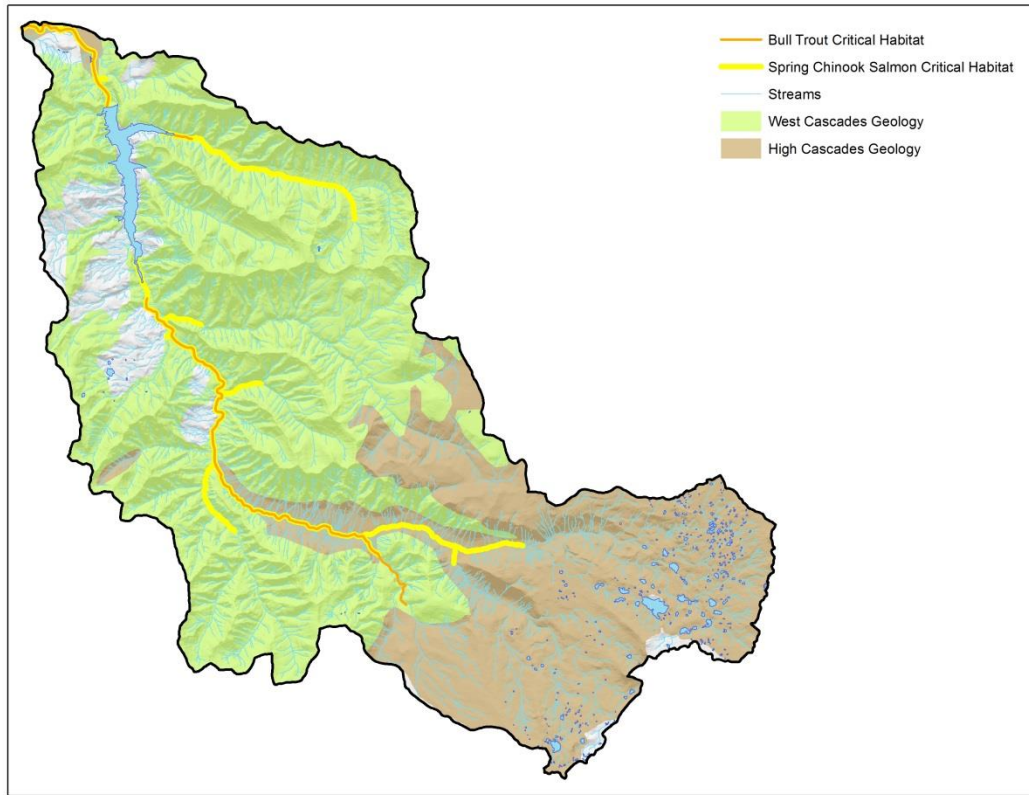 Bull Trout Critical Habitat
Spring Chinook Salmon Critical Habitat
Streams
West Cascades Geology
High Cascades Geology